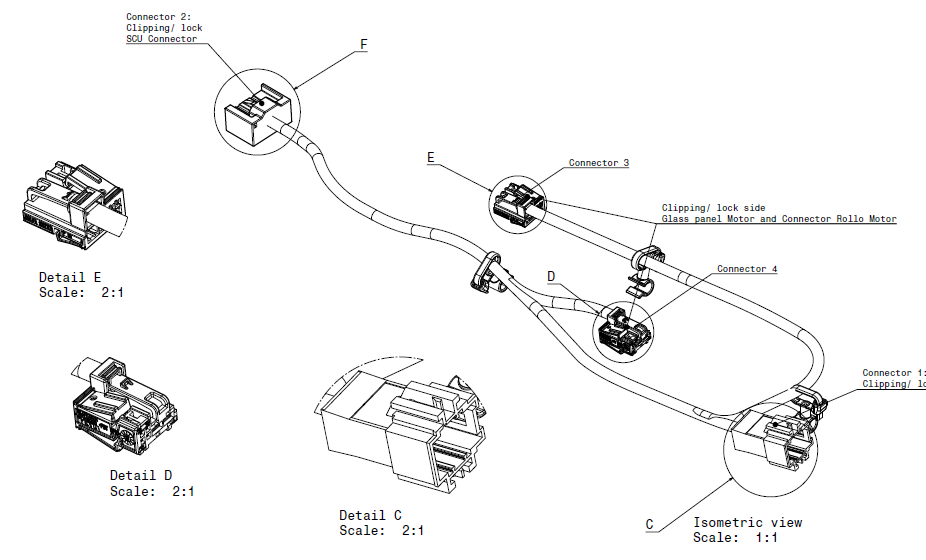 Connector 2:
Clipping/ lock
SCU Connector
F
E
Connector 3
Clipping/ lock side
Glass panel Motor and Connector Rollo Motor
D
Connector 4
Detail E
Scale: 2:1
Connector 1:
Clipping/
Detail D
Scale: 2:1
Detail C
Scale: 2:1
C
Isometric view
Scale: 1:1